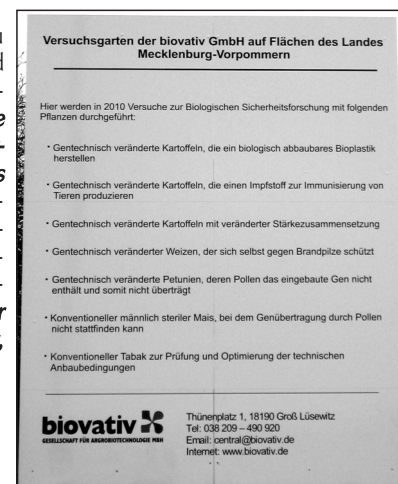 Versuchsgarten der biovativ GmbH auf Flächen des Landes
Mecklenburg-Vorpommern
Hier werden in 2010 Versuche zur Biologischen Sicherheitsforschung mit folgenden
Pflanzen durchgeführt:
· Gentechnisch veränderte Kartoffeln, die ein biologisch abbaubares Bioplastik
herstellen
· Gentechnisch veränderte Kartoffeln, die einen Impfstoff zur Immunisierung von
Tieren produzieren
· Gentechnisch veränderte Kartoffeln mit veränderter Stärkezusammensetzung
· Gentechnisch veränderter Weizen, der sich selbst gegen Brandpilze schützt
· Gentechnisch veränderte Petunien, deren Pollen das eingebaute Gen nicht
enthält und somit nicht überträgt
· Konventioneller männlich steriler Mais, bei dem Genübertragung durch Pollen
nicht stattfinden kann
· Konventioneller Tabak zur Prüfung und Optimierung der technischen
Anbaubedingungen
biovativ
GESELLSCHAFT FÜR ARGROBIOTECHNOLOGIE MBH
Thünenplatz 1, 18190 Groß Lüsewitz
Tel: 038 209 – 490 920
Email: central@biovativ.de
Internet: www.biovativ.de